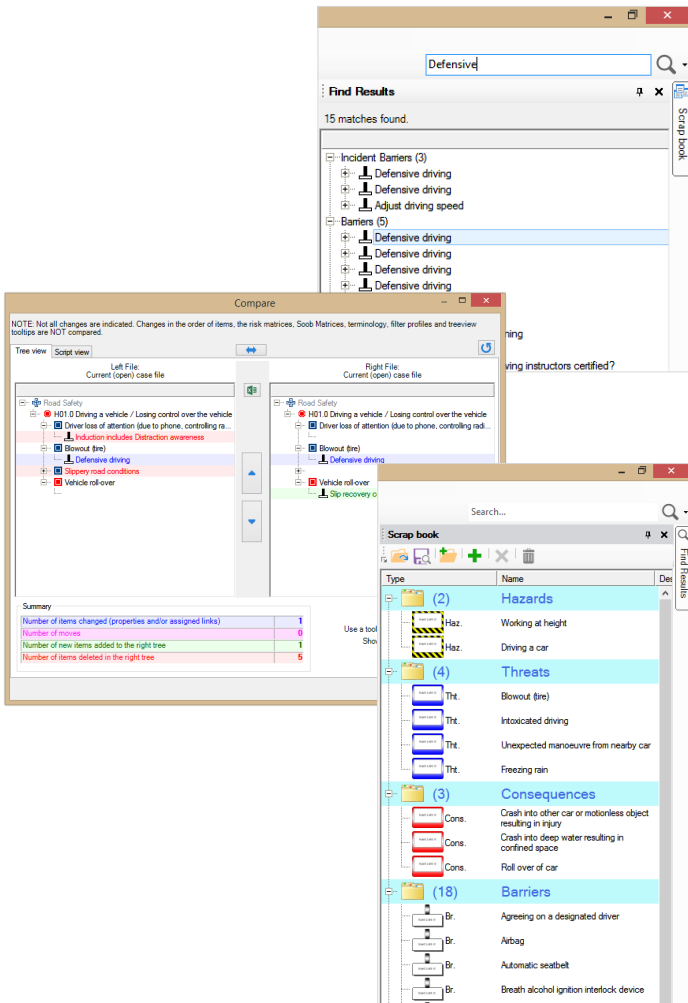 Defensive
Find Results
Scrap book
15 matches found.
Incident Barriers (3)
Defensive driving
Defensive driving
Adjust driving speed
Barriers (5)
Defensive driving
Defensive driving
Defensive driving
Defensive driving
ning
ving instructors certified?
Compare
NOTE: Not all changes are indicated. Changes in the order of items, the risk matrices, Soob Matrices, terminology, filter profiles and treeview
tooltips are NOT compared.
Tree view Script view
Left File:
Current (open) case file
Road Safety
H01.0 Driving a vehicle / Losing control over the vehicle
Driver loss of attention (due to phone, controlling ra...
Induction includes Distraction awareness
Blowout (tire)
Defensive driving
Slippery road conditions
Vehicle roll-over
Right File:
Current (open) case file
Road Safety
H01.0 Driving a vehicle / Losing control over the vehicle
Driver loss of attention (due to phone, controlling radi...
Blowout (tire)
Defensive driving
Vehicle roll-over
Slip recovery c
Summary
Number of items changed (properties and/or assigned links) 1
Number of moves 0
Number of new items added to the right tree 1
Number of items deleted in the right tree 5
Use a tool
Sho
Search...
Scrap book
Find Results
Type Name Des
(2) Hazards
Haz. Working at height
Haz. Driving a car
(4) Threats
Tht. Blowout (tire)
Tht. Intoxicated driving
Tht. Unexpected manoeuvre from nearby car
Tht. Freezing rain
(3) Consequences
Cons. Crash into other car or motionless object
resulting in injury
Cons. Crash into deep water resulting in
confined space
Cons. Roll over of car
(18) Barriers
Br. Agreeing on a designated driver
Br. Airbag
Br. Automatic seatbelt
Br. Breath alcohol ignition interlock device